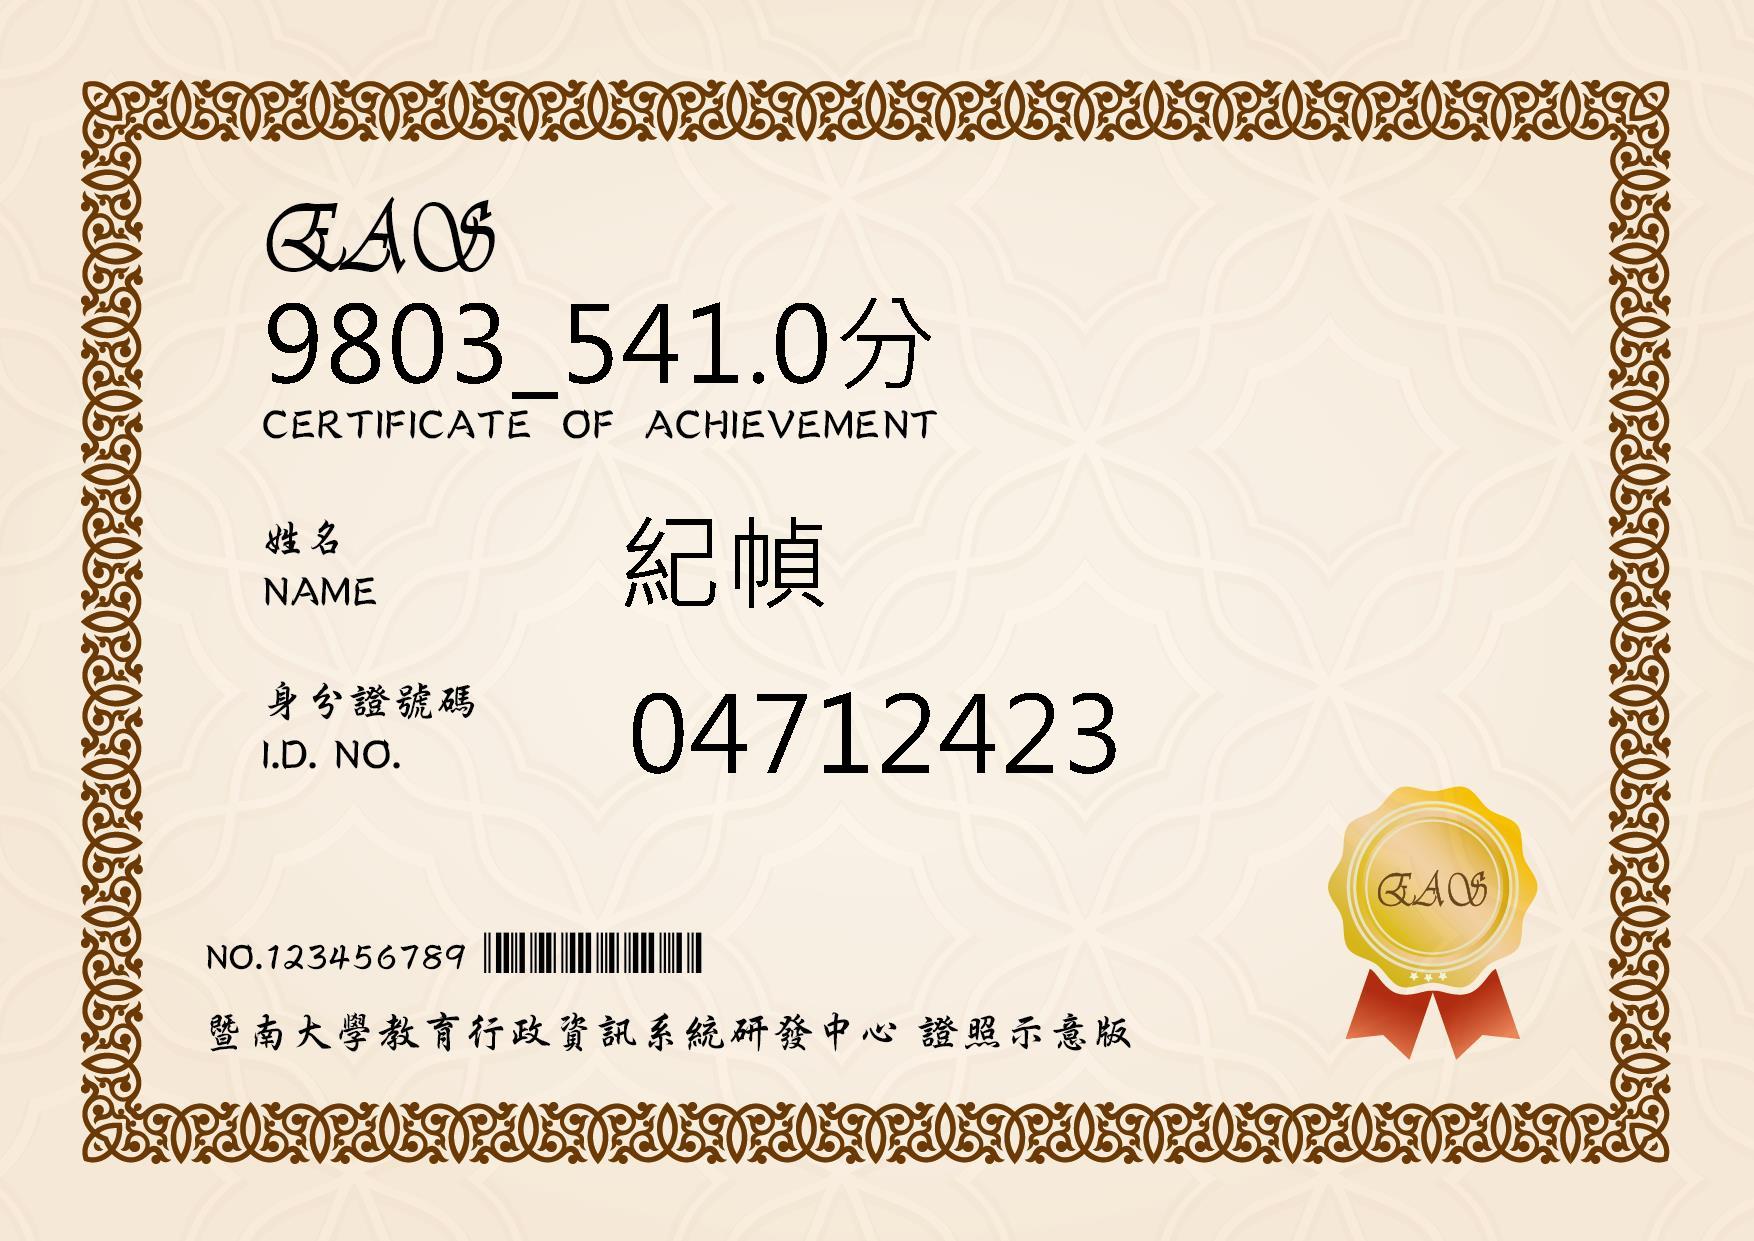 EAS
9803_541.0分
CERTIFICATE OF ACHIEVEMENT
姓名
NAME
紀幀
身分證號碼
I.D. NO.
04712423
EAS
NO.123456789
暨南大學教育行政資訊系統研發中心 證照示意版